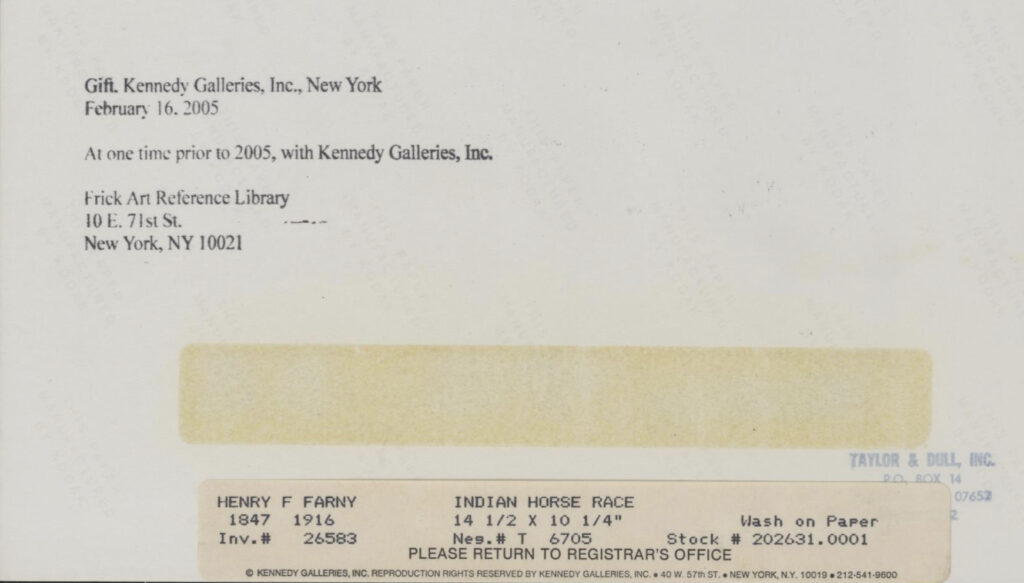 Gift. Kennedy Galleries, Inc., New York
February 16. 2005
At one time prior to 2005, with Kennedy Galleries, Inc.
Frick Art Reference Library
10 E. 71st St.
New York, NY 10021
TAYLOR & DULL, INC.
P.O. BOX 14
07652
2
HENRY F FARNY INDIAN HORSE RACE
1847 1916 14 1/2 X 10 1/4" Wash on Paper
Inv.# 26583 Neg.# T 6705 Stock # 202631.0001
PLEASE RETURN TO REGISTRAR'S OFFICE
© KENNEDY GALLERIES, INC. REPRODUCTION RIGHTS RESERVED BY KENNEDY GALLERIES, INC. ● 40 W. 57th ST. ● NEW YORK, N.Y. 10019 ● 212-541-9600